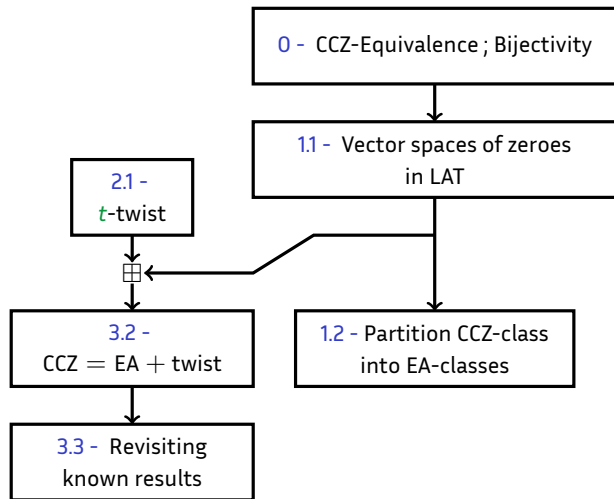 0 - CCZ-Equivalence ; Bijectivity
1.1 - Vector spaces of zeroes
in LAT
2.1 -
t-twist
3.2 -
CCZ = EA + twist
1.2 - Partition CCZ-class
into EA-classes
3.3 - Revisiting
known results